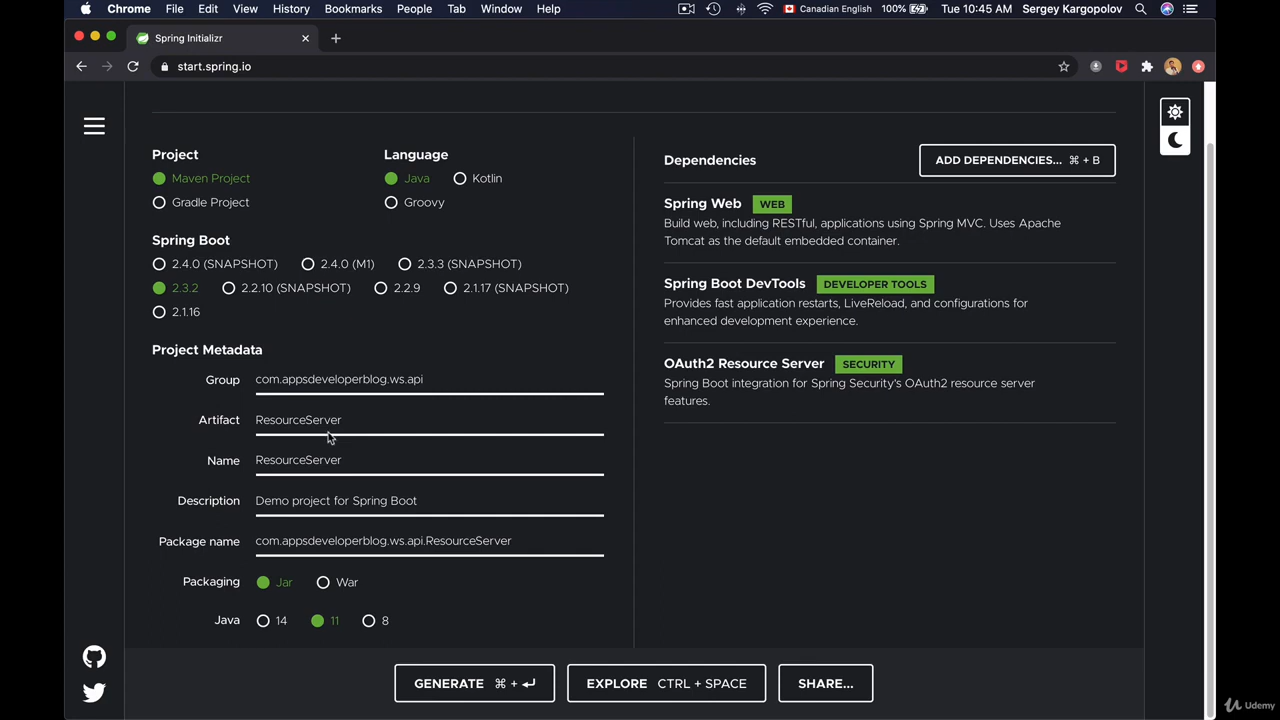 Chrome File Edit View History Bookmarks People Tab Window Help Canadian English 100% Tue 10:45 AM Sergey Kargopolov
Spring Initializr
start.spring.io
Project
Maven Project
Gradle Project
Language
Java Kotlin
Groovy
Spring Boot
2.4.0 (SNAPSHOT) 2.4.0 (M1) 2.3.3 (SNAPSHOT)
2.3.2 2.2.10 (SNAPSHOT) 2.2.9 2.1.17 (SNAPSHOT)
2.1.16
Project Metadata
Group com.appsdeveloperblog.ws.api
Artifact ResourceServer
Name ResourceServer
Description Demo project for Spring Boot
Package name com.appsdeveloperblog.ws.api.ResourceServer
Packaging Jar War
Java 14 11 8
Dependencies ADD DEPENDENCIES... ⌘ + B
Spring Web WEB
Build web, including RESTful, applications using Spring MVC. Uses Apache
Tomcat as the default embedded container.
Spring Boot DevTools DEVELOPER TOOLS
Provides fast application restarts, LiveReload, and configurations for
enhanced development experience.
OAuth2 Resource Server SECURITY
Spring Boot integration for Spring Security's OAuth2 resource server
features.
GENERATE ⌘ + ↵ EXPLORE CTRL + SPACE SHARE...
Udemy